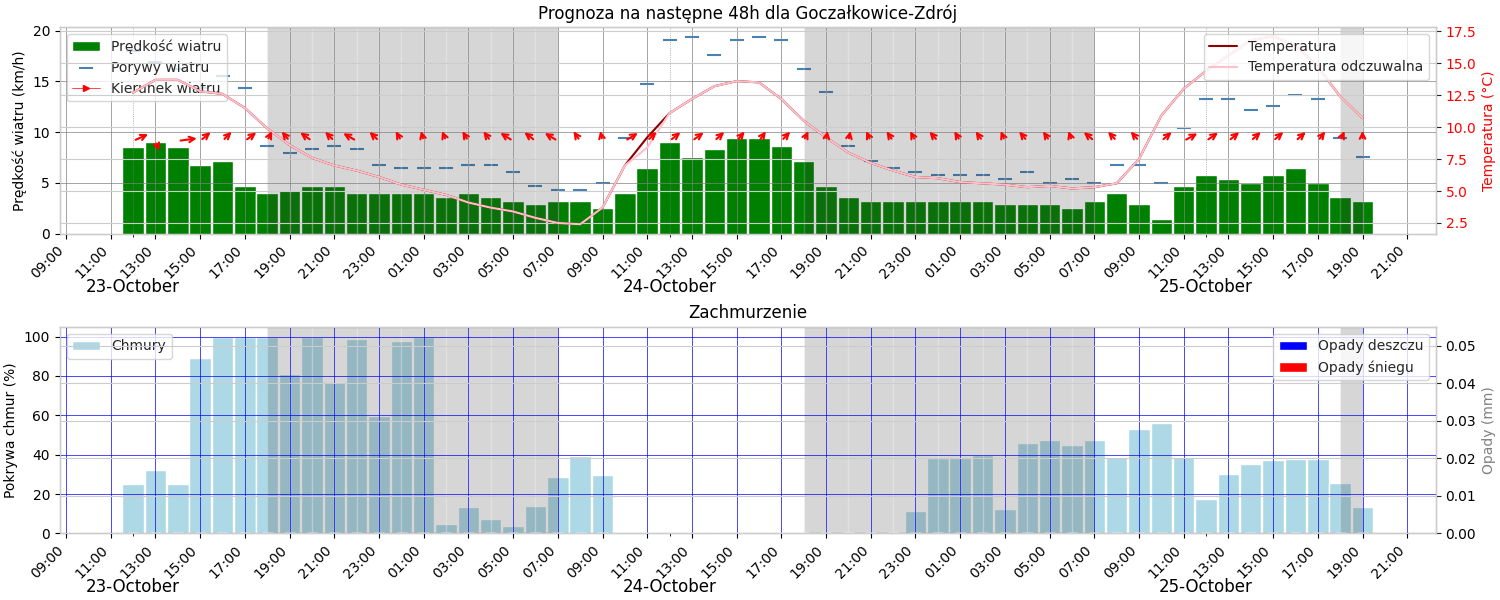 Prognoza na następne 48h dla Goczałkowice-Zdrój
Prędkość wiatru (km/h)
20
15
10
5
0
Prędkość wiatru
Porywy wiatru
Kierunek wiatru
Temperatura
Temperatura odczuwalna
17.5
15.0
12.5
10.0
7.5
5.0
2.5
Temperatura (°C)
09:00 11:00 13:00 15:00 17:00 19:00 21:00 01:00 03:00 05:00 07:00 09:00 11:00 13:00 15:00 17:00 19:00 21:00 01:00 03:00 05:00 07:00 09:00 11:00 13:00 15:00 17:00 19:00 21:00
23-October 24-October 25-October
Zachmurzenie
Pokrywa chmur (%)
100
80
60
40
20
0
Chmury
Opady deszczu
Opady śniegu
0.05
0.04
0.03
0.02
0.01
0.00
Opady (mm)
09:00 11:00 13:00 15:00 17:00 19:00 21:00 01:00 03:00 05:00 07:00 09:00 11:00 13:00 15:00 17:00 19:00 21:00 01:00 03:00 05:00 07:00 09:00 11:00 13:00 15:00 17:00 19:00 21:00
23-October 24-October 25-October